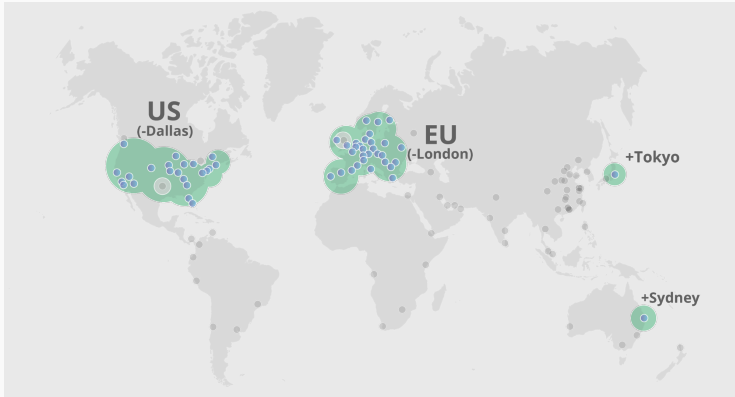 US
(-Dallas)
EU
(-London)
+Tokyo
+Sydney